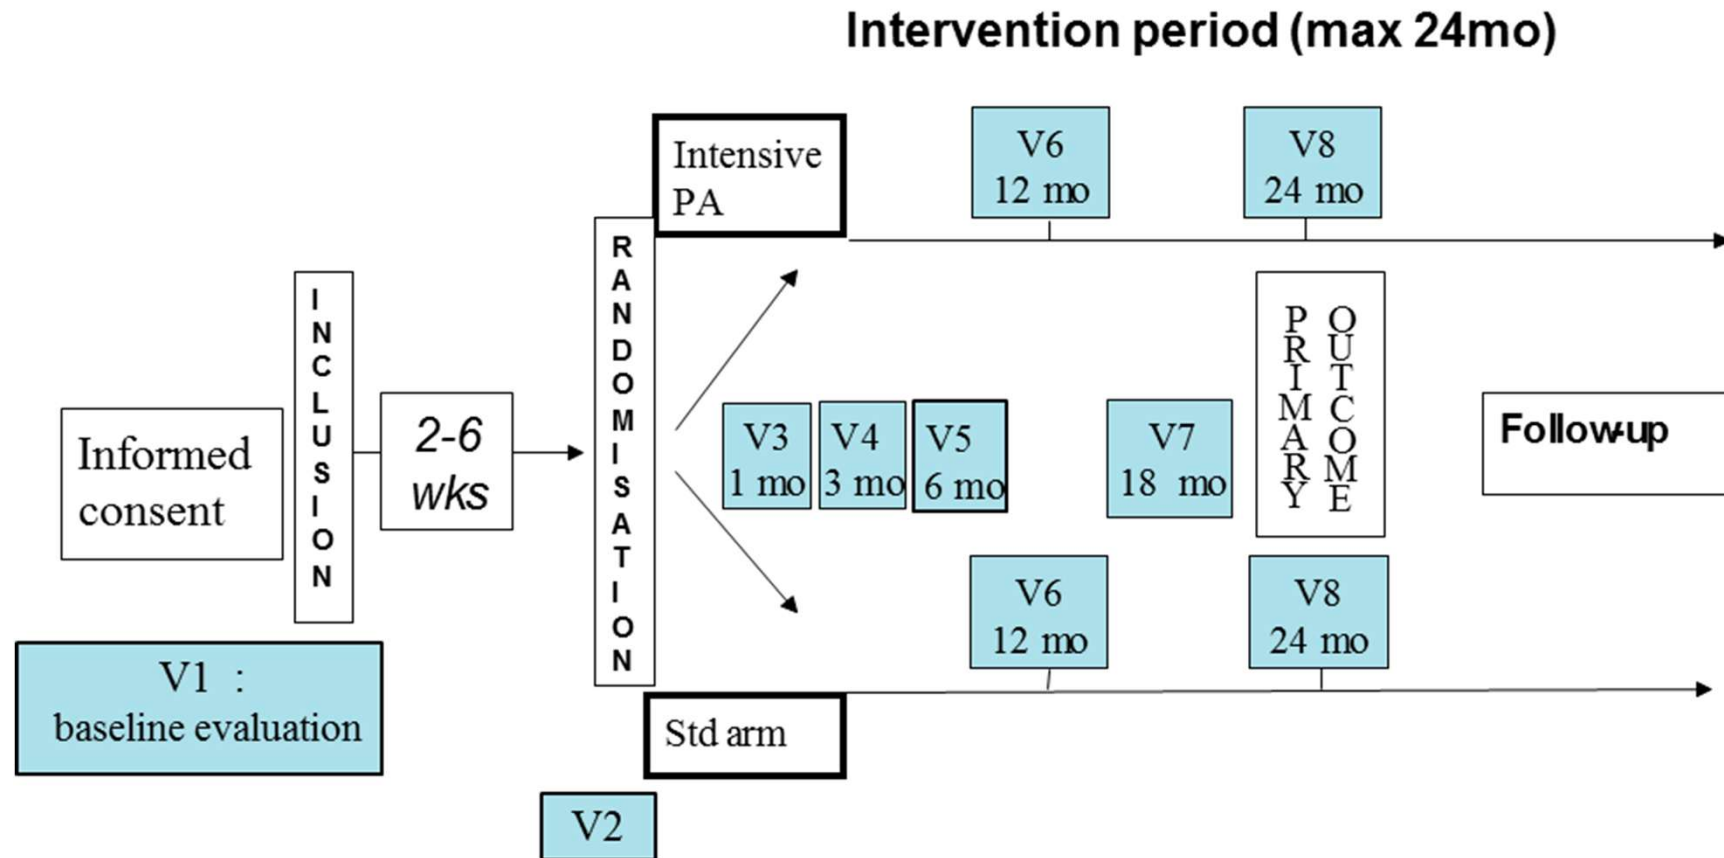 Intervention period (max 24mo)
Intensive
PA
V6
12 mo
V8
24 mo
INCLUSION
RANDOMISATION
Informed
consent
2-6
wks
V3
1 mo
V4
3 mo
V5
6 mo
V7
18 mo
PRIMARY
OUTCOME
Follow-up
V6
12 mo
V8
24 mo
V1 :
baseline evaluation
Std arm
V2